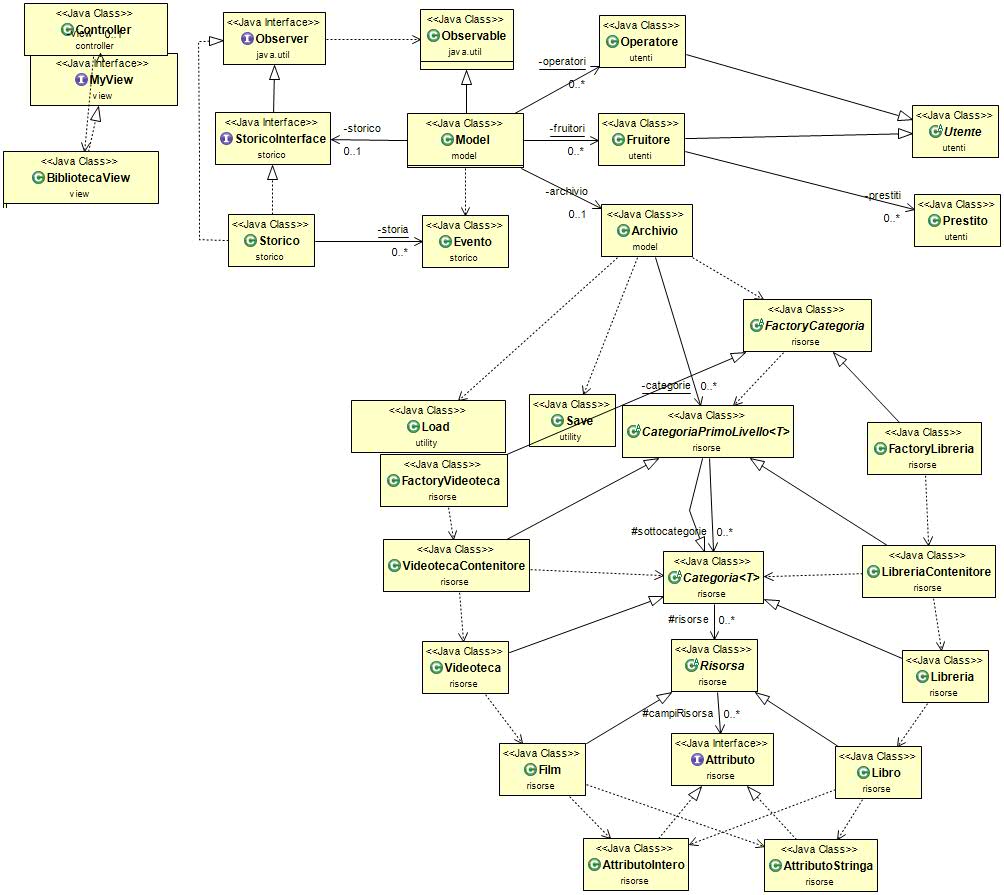 <<Java Class>>
Controller
-view 0..1
controller
<<Java Interface>>
MyView
view
<<Java Class>>
BibliotecaView
view
<<Java Interface>>
Observer
java.util
<<Java Class>>
Observable
java.util
<<Java Class>>
Operatore
utenti
-operatori
0..*
<<Java Interface>>
StoricoInterface
storico
-storico
0..1
<<Java Class>>
Model
model
-fruitori
0..*
<<Java Class>>
Fruitore
utenti
<<Java Class>>
Utente
utenti
-archivio
0..1
-prestiti
0..*
<<Java Class>>
Prestito
utenti
<<Java Class>>
Storico
storico
-storia
0..*
<<Java Class>>
Evento
storico
<<Java Class>>
Archivio
model
<<Java Class>>
FactoryCategoria
risorse
-categorie 0..*
<<Java Class>>
Load
utility
<<Java Class>>
Save
utility
<<Java Class>>
CategoriaPrimoLivello<T>
risorse
<<Java Class>>
FactoryLibreria
risorse
<<Java Class>>
FactoryVideoteca
risorse
#sottocategorie 0..*
<<Java Class>>
VideotecaContenitore
risorse
<<Java Class>>
Categoria<T>
risorse
<<Java Class>>
LibreriaContenitore
risorse
#risorse 0..*
<<Java Class>>
Videoteca
risorse
<<Java Class>>
Risorsa
risorse
<<Java Class>>
Libreria
risorse
#campiRisorsa 0..*
<<Java Class>>
Film
risorse
<<Java Interface>>
Attributo
risorse
<<Java Class>>
Libro
risorse
<<Java Class>>
AttributoIntero
risorse
<<Java Class>>
AttributoStringa
risorse